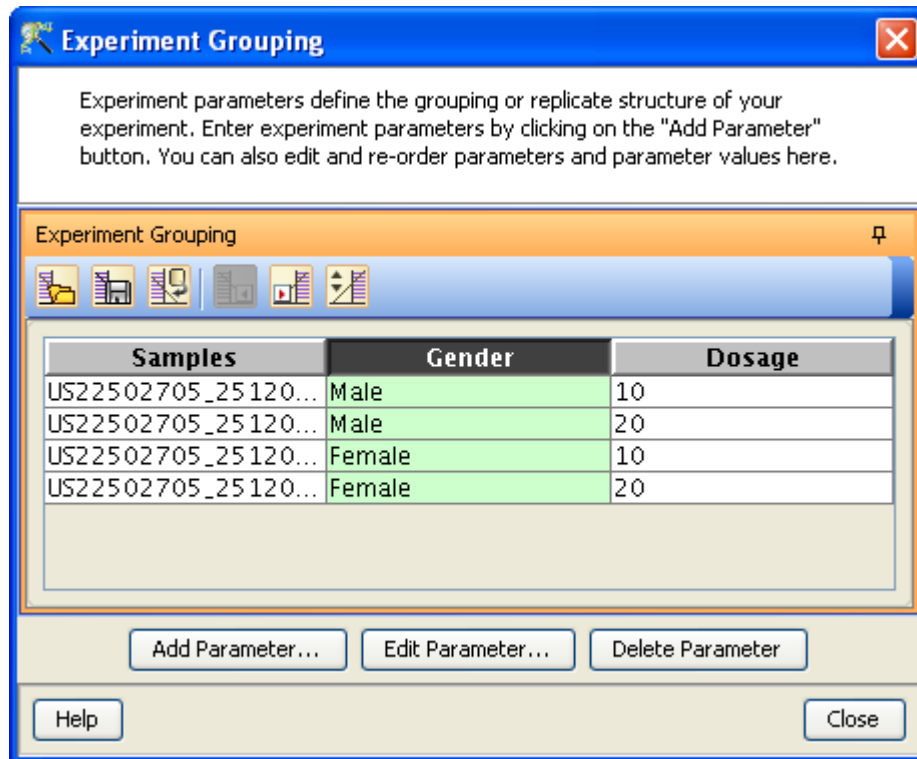 Experiment Grouping
Experiment parameters define the grouping or replicate structure of your
experiment. Enter experiment parameters by clicking on the "Add Parameter"
button. You can also edit and re-order parameters and parameter values here.
Experiment Grouping
Samples Gender Dosage
US22502705_25120... Male 10
US22502705_25120... Male 20
US22502705_25120... Female 10
US22502705_25120... Female 20
Add Parameter... Edit Parameter... Delete Parameter
Help Close